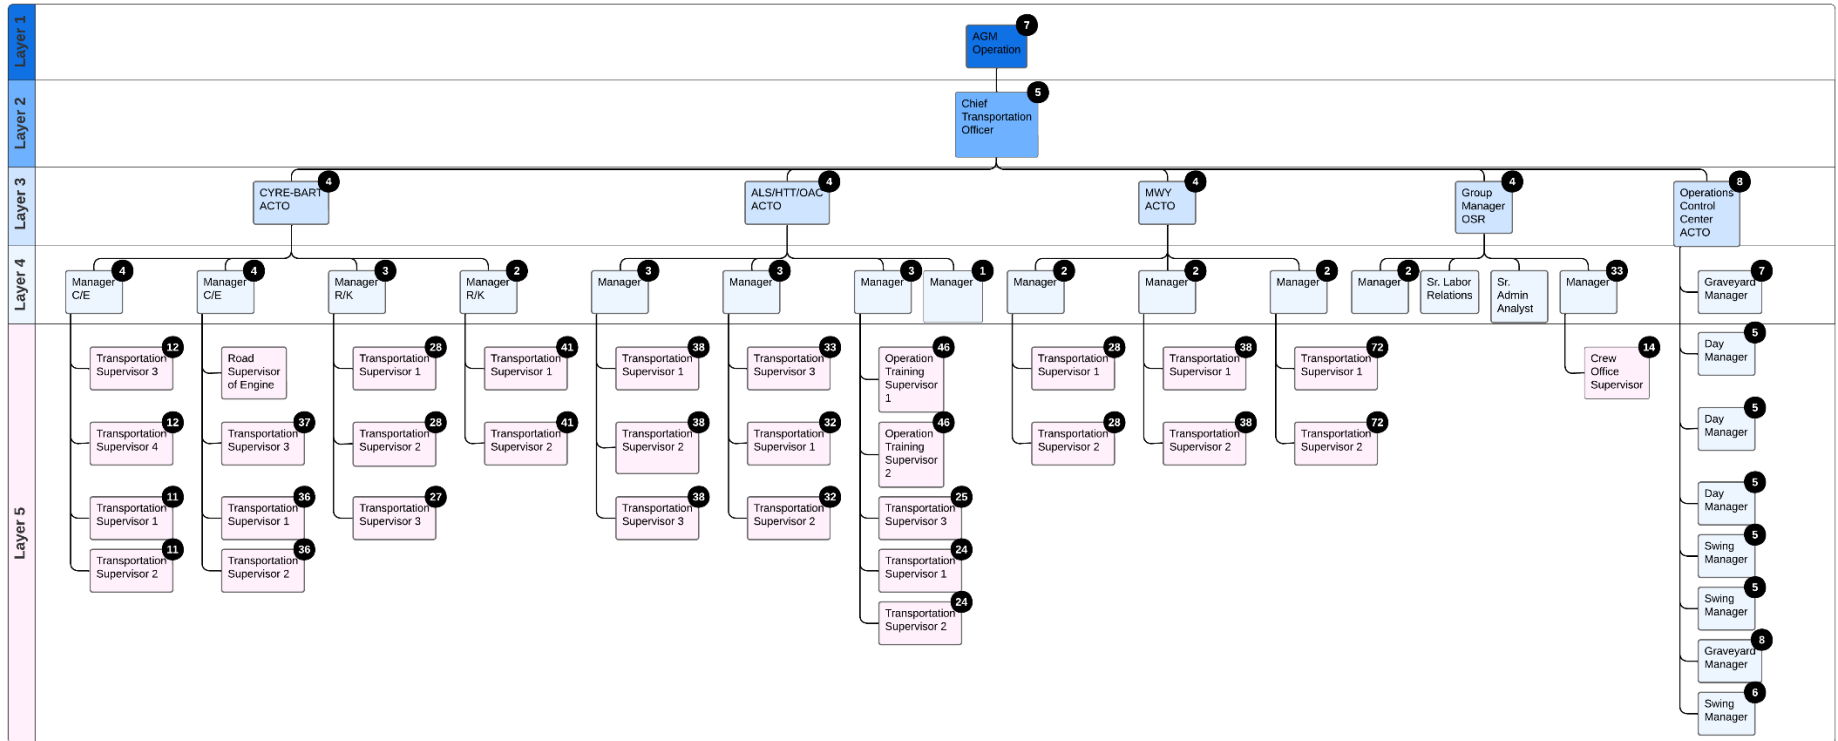 Layer 1
7
AGM
Operation
Layer 2
5
Chief
Transportation
Officer
Layer 3
4
CYRE-BART
ACTO
4
ALS/HTT/OAC
ACTO
4
MWY
ACTO
4
Group
Manager
OSR
8
Operations
Control
Center
ACTO
Layer 4
4
Manager
C/E
4
Manager
C/E
3
Manager
R/K
2
Manager
R/K
3
Manager
3
Manager
3
Manager
1
Manager
2
Manager
2
Manager
2
Manager
2
Manager
Sr. Labor
Relations
Sr.
Admin
Analyst
33
Manager
7
Graveyard
Manager
Layer 5
12
Transportation
Supervisor 3
12
Transportation
Supervisor 4
11
Transportation
Supervisor 1
11
Transportation
Supervisor 2
Road
Supervisor
of Engine
37
Transportation
Supervisor 3
36
Transportation
Supervisor 1
36
Transportation
Supervisor 2
28
Transportation
Supervisor 1
28
Transportation
Supervisor 2
27
Transportation
Supervisor 3
41
Transportation
Supervisor 1
41
Transportation
Supervisor 2
38
Transportation
Supervisor 1
38
Transportation
Supervisor 2
38
Transportation
Supervisor 3
33
Transportation
Supervisor 3
32
Transportation
Supervisor 1
32
Transportation
Supervisor 2
46
Operation
Training
Supervisor
1
46
Operation
Training
Supervisor
2
25
Transportation
Supervisor 3
24
Transportation
Supervisor 1
24
Transportation
Supervisor 2
28
Transportation
Supervisor 1
28
Transportation
Supervisor 2
38
Transportation
Supervisor 1
38
Transportation
Supervisor 2
72
Transportation
Supervisor 1
72
Transportation
Supervisor 2
14
Crew
Office
Supervisor
5
Day
Manager
5
Day
Manager
5
Day
Manager
5
Swing
Manager
5
Swing
Manager
8
Graveyard
Manager
6
Swing
Manager